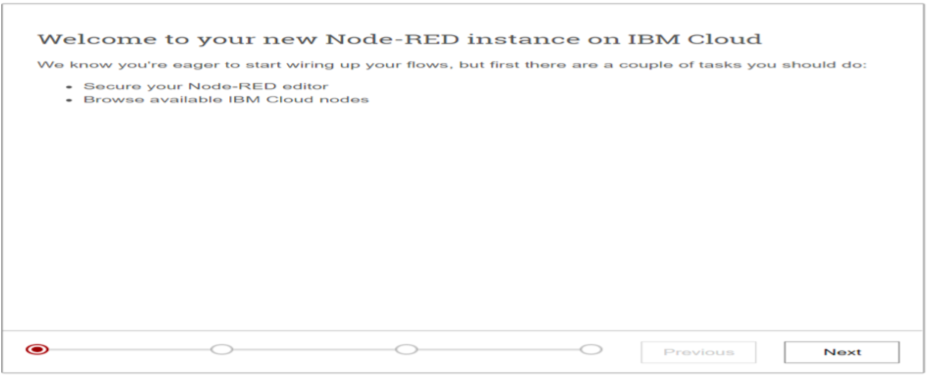 Welcome to your new Node-RED instance on IBM Cloud
We know you're eager to start wiring up your flows, but first there are a couple of tasks you should do:
• Secure your Node-RED editor
• Browse available IBM Cloud nodes
Previous
Next